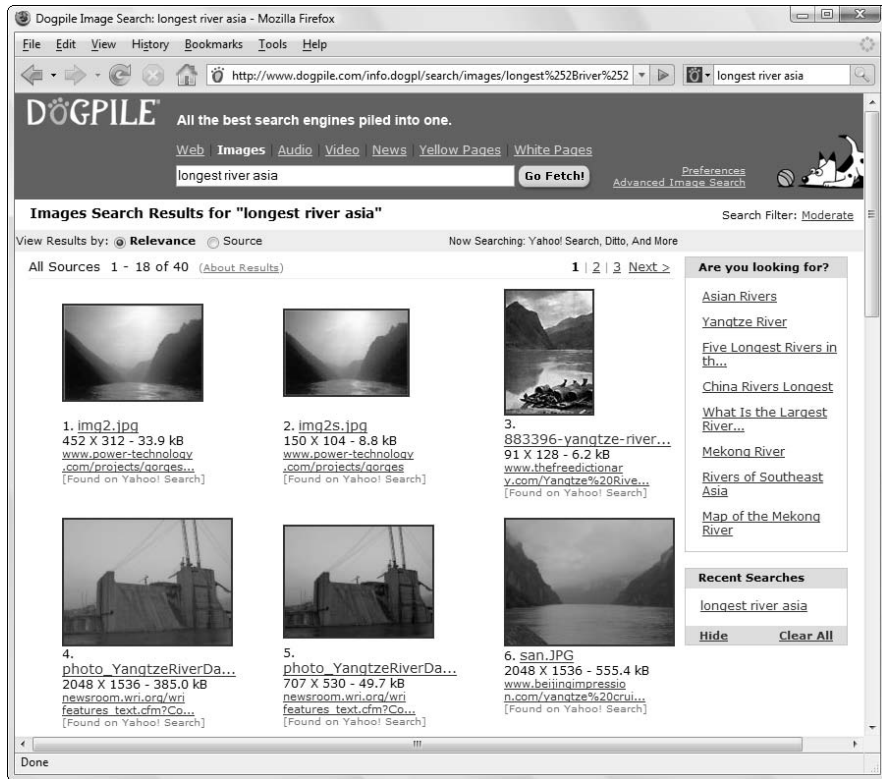 Dogpile Image Search: longest river asia - Mozilla Firefox
File Edit View History Bookmarks Tools Help
http://www.dogpile.com/info.dogpl/search/images/longest%252Briver%252
longest river asia
DOGPILE
All the best search engines piled into one.
Web | Images | Audio | Video | News | Yellow Pages | White Pages
longest river asia
Go Fetch!
Preferences
Advanced Image Search
Images Search Results for "longest river asia"
Search Filter: Moderate
View Results by: Relevance Source
Now Searching: Yahoo! Search, Ditto, And More
All Sources 1 - 18 of 40 (About Results)
1 | 2 | 3 Next >
1. img2.jpg
452 X 312 - 33.9 kB
www.power-technology
.com/projects/gorges...
[Found on Yahoo! Search]
2. img2s.jpg
150 X 104 - 8.8 kB
www.power-technology
.com/projects/gorges
[Found on Yahoo! Search]
3.
883396-yangtze-river...
91 X 128 - 6.2 kB
www.thefreedictionar
y.com/Yangtze%20Rive...
[Found on Yahoo! Search]
4.
photo_YangtzeRiverDa...
2048 X 1536 - 385.0 kB
newsroom.wri.org/wri
features_text.cfm?Co...
[Found on Yahoo! Search]
5.
photo_YangtzeRiverDa...
707 X 530 - 49.7 kB
newsroom.wri.org/wri
features_text.cfm?Co...
[Found on Yahoo! Search]
6. san.JPG
2048 X 1536 - 555.4 kB
www.beijingimpressio
n.com/yangtze%20crui...
[Found on Yahoo! Search]
Are you looking for?
Asian Rivers
Yangtze River
Five Longest Rivers in
th...
China Rivers Longest
What Is the Largest
River...
Mekong River
Rivers of Southeast
Asia
Map of the Mekong
River
Recent Searches
longest river asia
Hide Clear All
Done